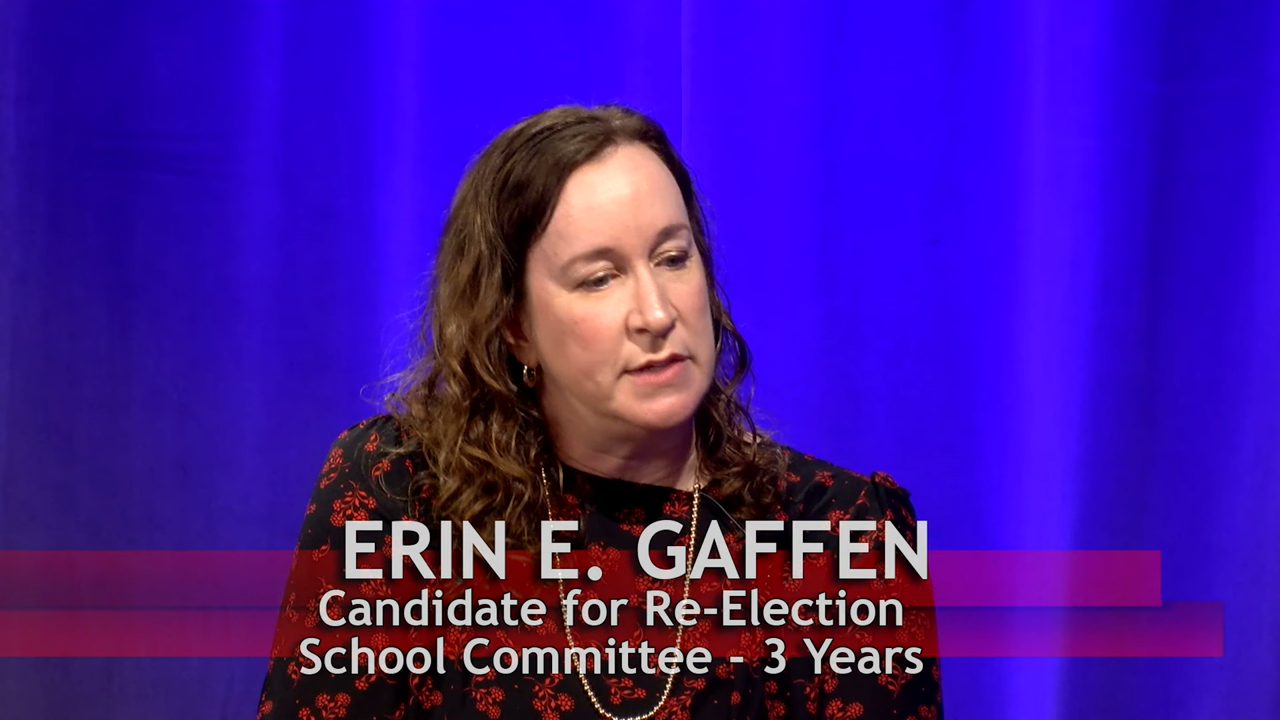 ERIN E. GAFFEN
Candidate for Re-Election
School Committee - 3 Years